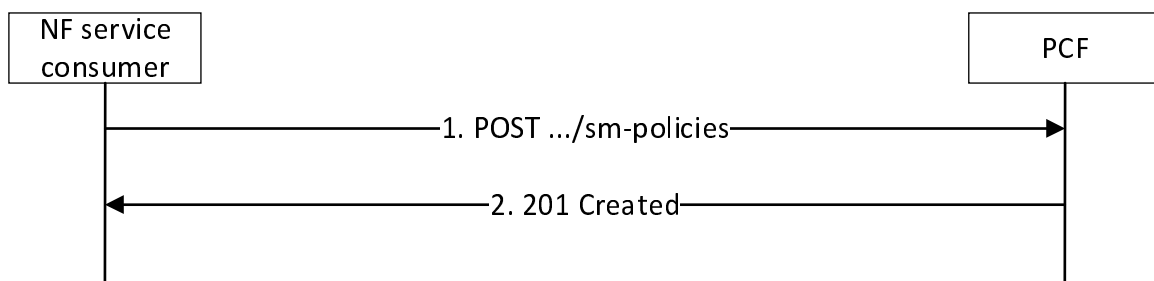 NF service
consumer
PCF
1. POST .../sm-policies
2. 201 Created